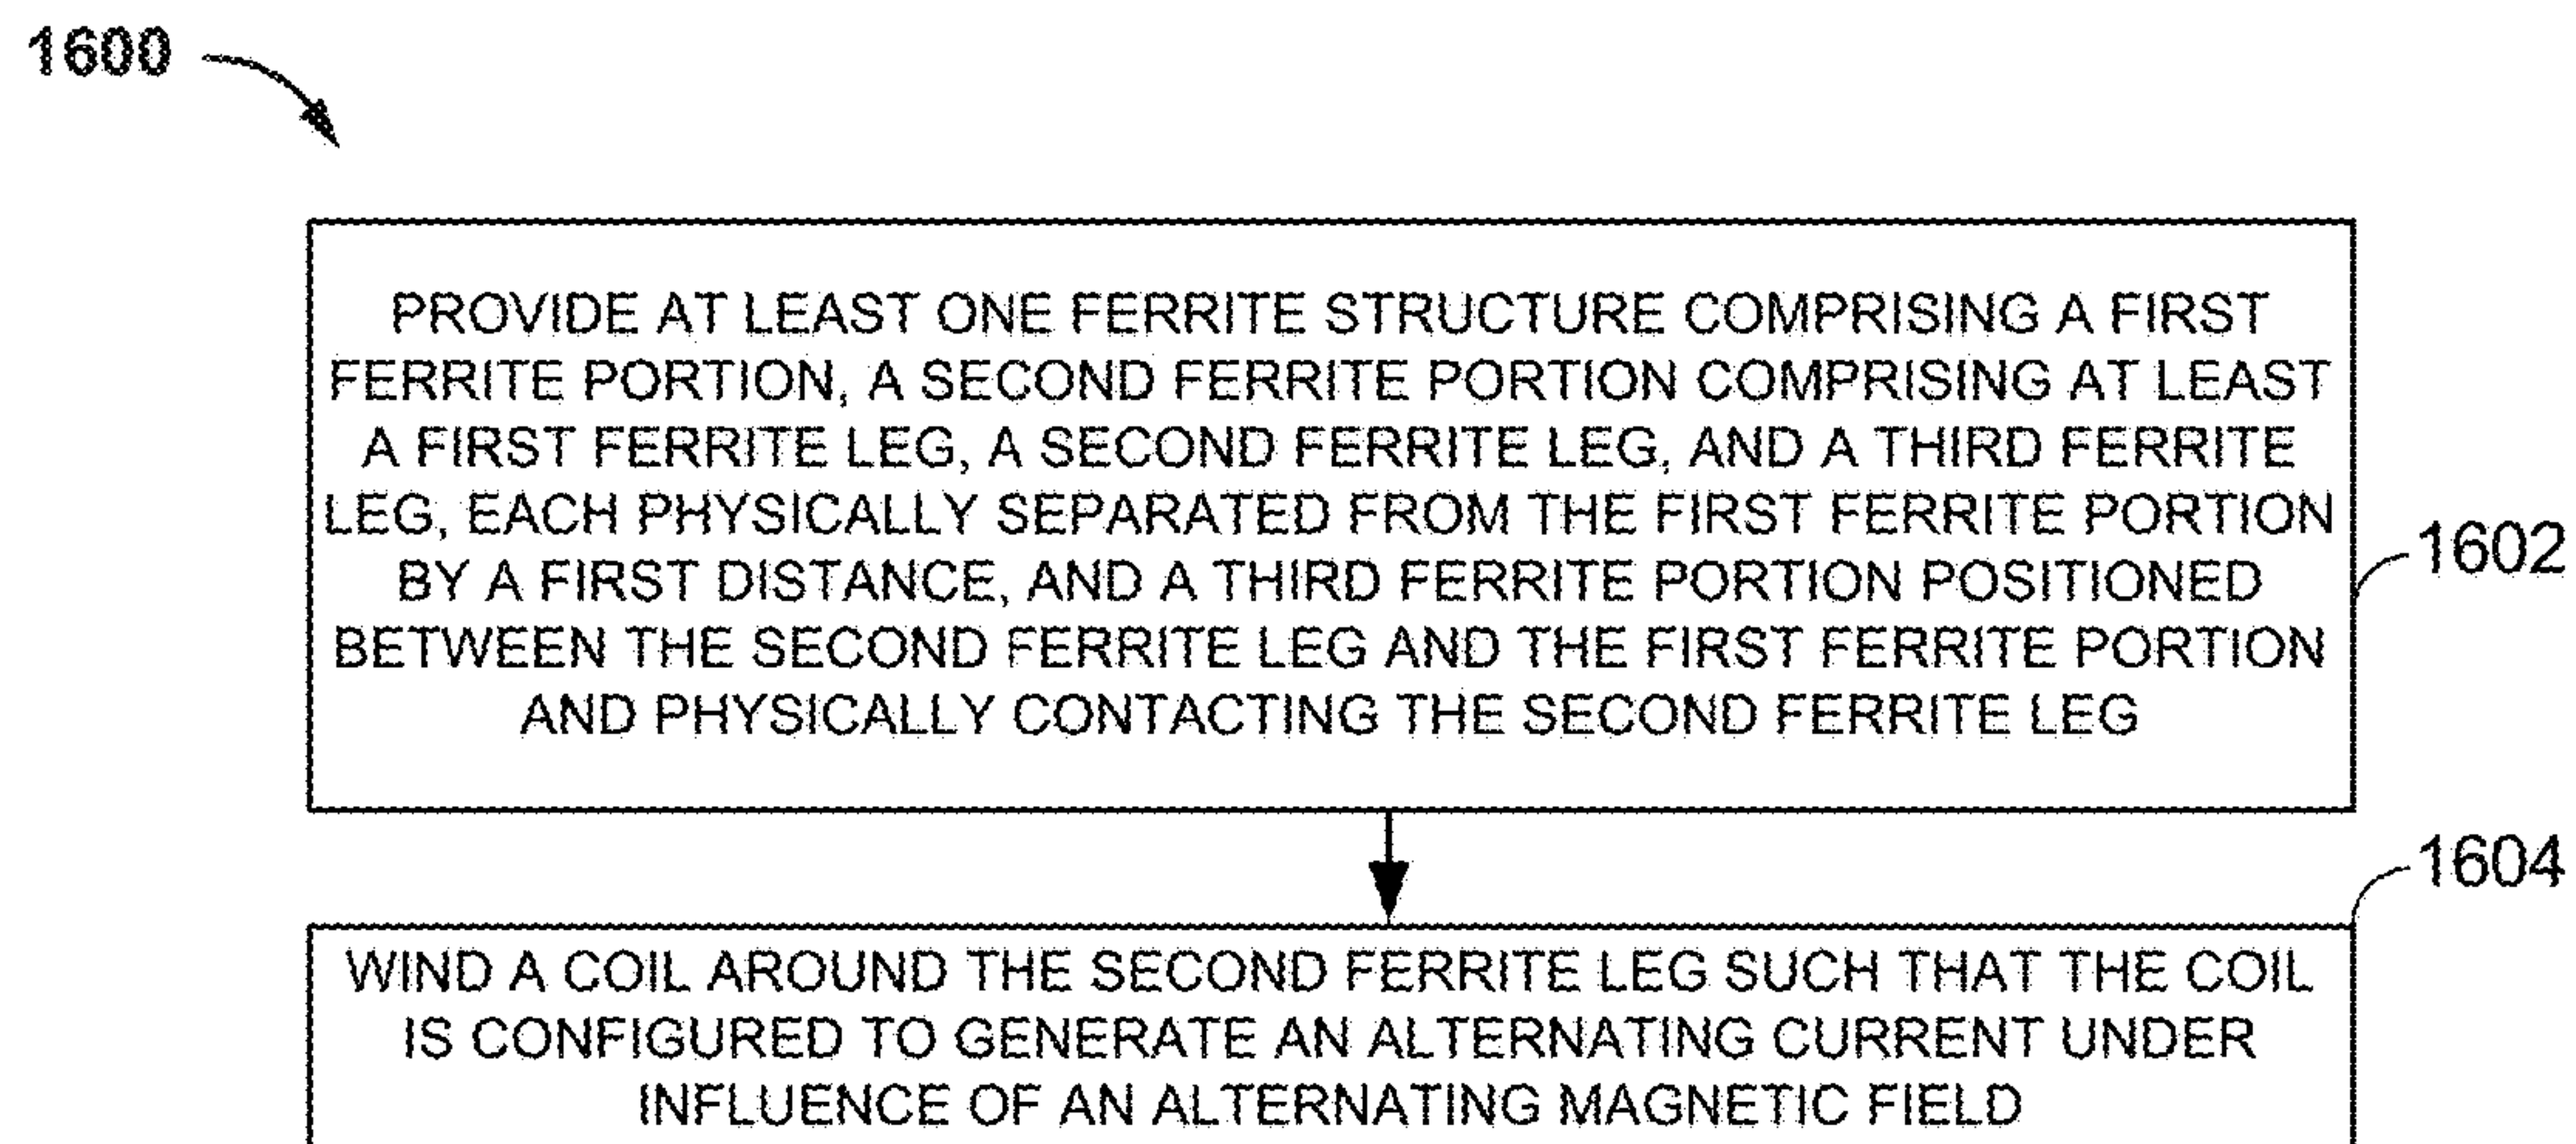 1600
PROVIDE AT LEAST ONE FERRITE STRUCTURE COMPRISING A FIRST
FERRITE PORTION, A SECOND FERRITE PORTION COMPRISING AT LEAST
A FIRST FERRITE LEG, A SECOND FERRITE LEG, AND A THIRD FERRITE
LEG, EACH PHYSICALLY SEPARATED FROM THE FIRST FERRITE PORTION
BY A FIRST DISTANCE, AND A THIRD FERRITE PORTION POSITIONED
BETWEEN THE SECOND FERRITE LEG AND THE FIRST FERRITE PORTION
AND PHYSICALLY CONTACTING THE SECOND FERRITE LEG
1602
1604
WIND A COIL AROUND THE SECOND FERRITE LEG SUCH THAT THE COIL
IS CONFIGURED TO GENERATE AN ALTERNATING CURRENT UNDER
INFLUENCE OF AN ALTERNATING MAGNETIC FIELD